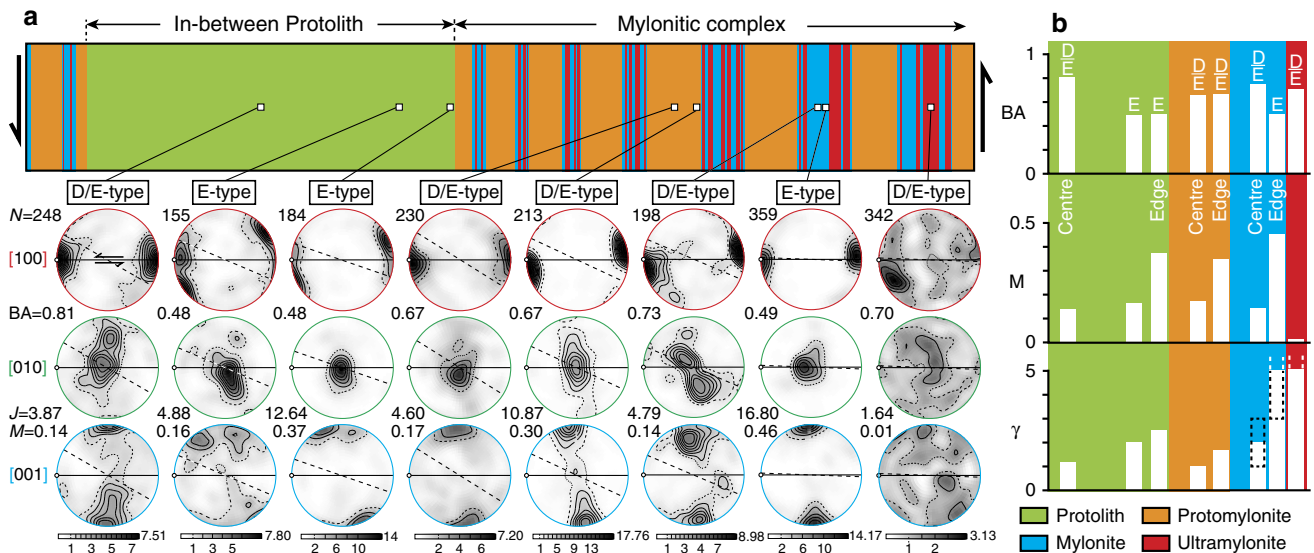 a In-between Protolith Mylonitic complex
D/E-type E-type E-type D/E-type D/E-type D/E-type E-type D/E-type
N=248 155 184 230 213 198 359 342
[100]
BA=0.81 0.48 0.48 0.67 0.67 0.73 0.49 0.70
[010]
J=3.87 4.88 12.64 4.60 10.87 4.79 16.80 1.64
M=0.14 0.16 0.37 0.17 0.30 0.14 0.46 0.01
[001]
7.51 7.80 14 7.20 17.76 8.98 14.17 3.13
1 3 5 7 1 3 5 2 6 10 2 4 6 1 5 9 13 1 3 5 7 2 6 10 1 2
b
1
BA
0
E|D E E E|D E|D E|D E E|D
0.5
M
0
Centre Edge Centre Edge Centre Edge
5
γ
0
Protolith Protomylonite
Mylonite Ultramylonite